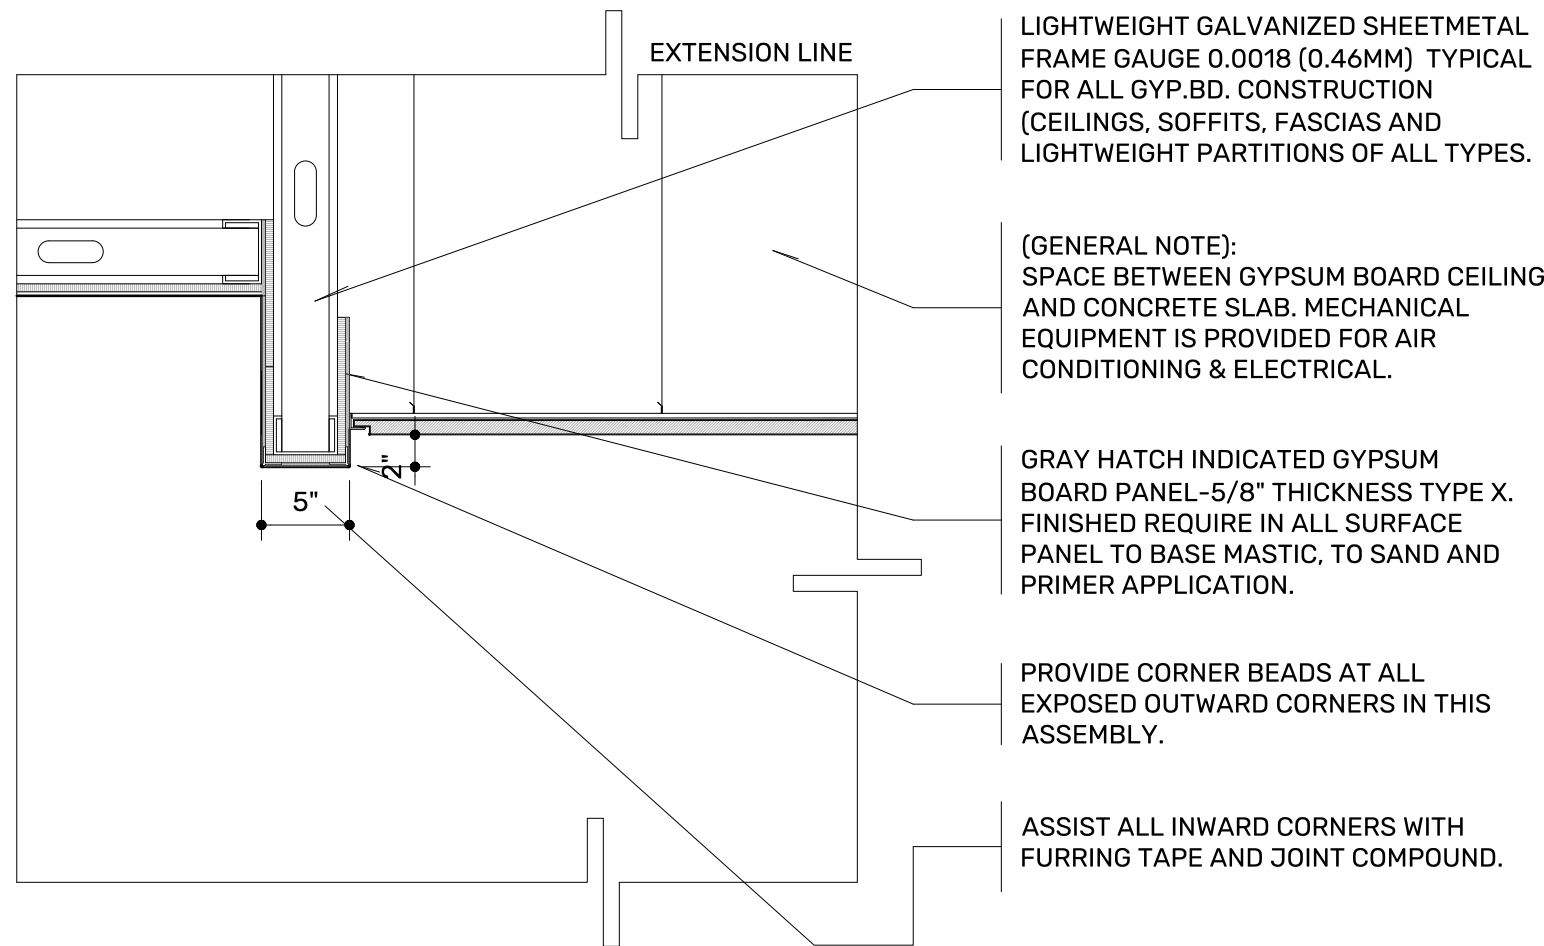 EXTENSION LINE
LIGHTWEIGHT GALVANIZED SHEETMETAL
FRAME GAUGE 0.0018 (0.46MM) TYPICAL
FOR ALL GYP.BD. CONSTRUCTION
(CEILINGS, SOFFITS, FASCIAS AND
LIGHTWEIGHT PARTITIONS OF ALL TYPES.
(GENERAL NOTE):
SPACE BETWEEN GYPSUM BOARD CEILING
AND CONCRETE SLAB. MECHANICAL
EQUIPMENT IS PROVIDED FOR AIR
CONDITIONING & ELECTRICAL.
GRAY HATCH INDICATED GYPSUM
BOARD PANEL-5/8" THICKNESS TYPE X.
FINISHED REQUIRE IN ALL SURFACE
PANEL TO BASE MASTIC, TO SAND AND
PRIMER APPLICATION.
2"
5"
PROVIDE CORNER BEADS AT ALL
EXPOSED OUTWARD CORNERS IN THIS
ASSEMBLY.
ASSIST ALL INWARD CORNERS WITH
FURRING TAPE AND JOINT COMPOUND.